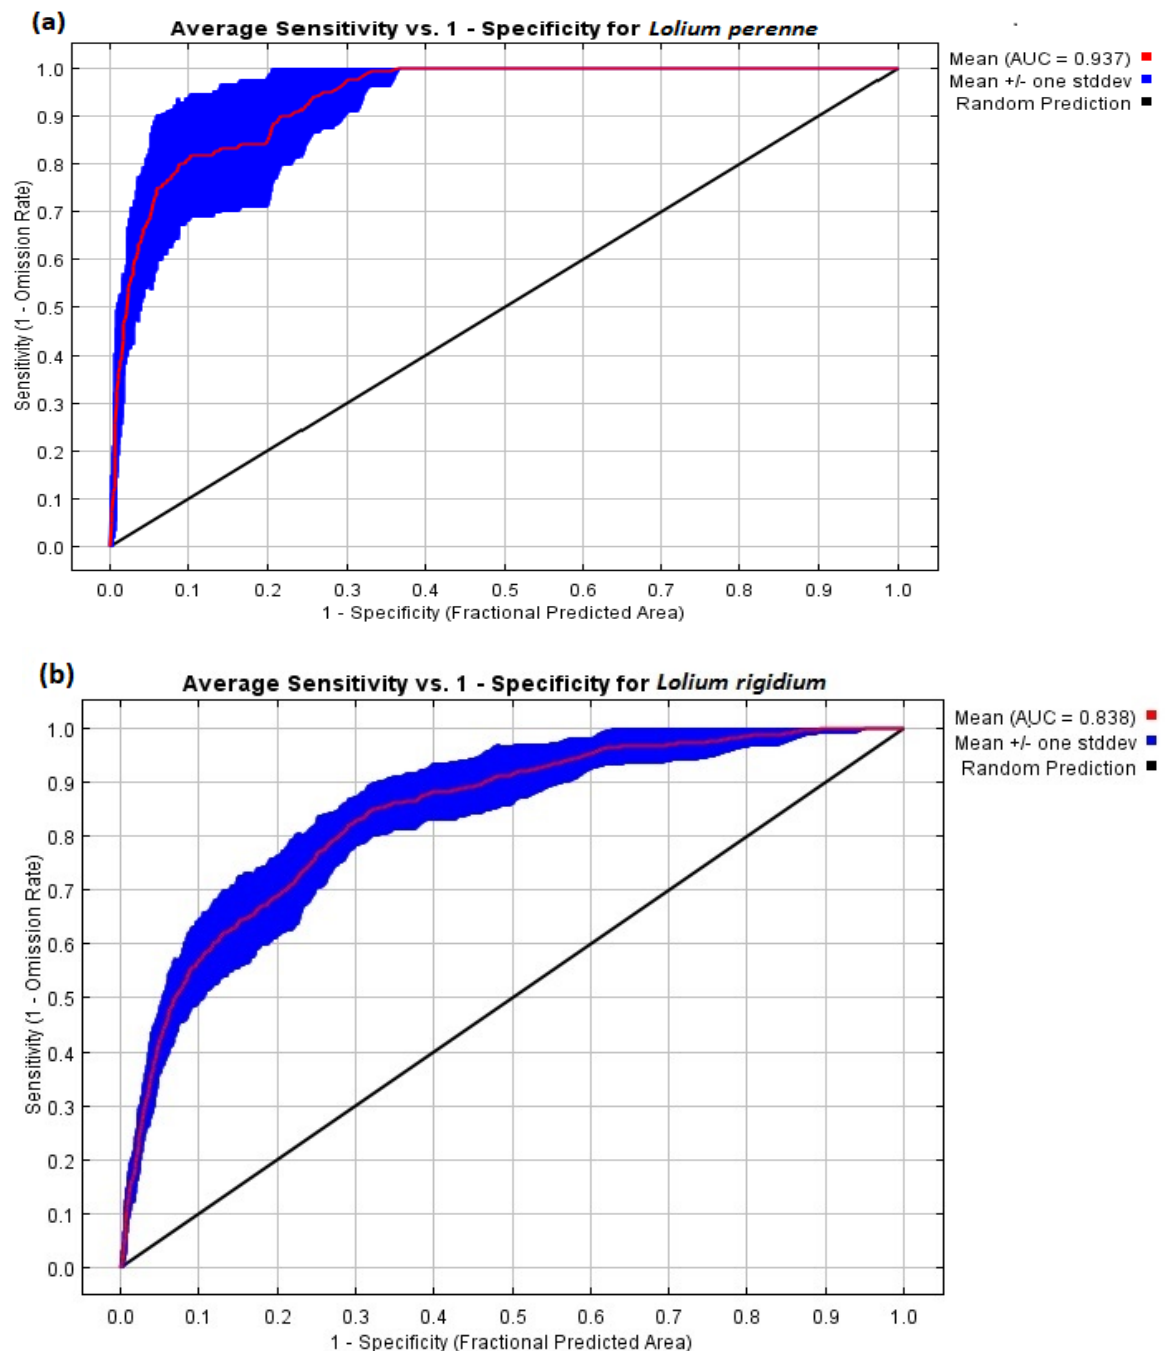 (a)
Average Sensitivity vs. 1 - Specificity for Lolium perenne
Mean (AUC = 0.937)
Mean +/- one stddev
Random Prediction
Sensitivity (1 - Omission Rate)
1.0
0.9
0.8
0.7
0.6
0.5
0.4
0.3
0.2
0.1
0.0
0.0 0.1 0.2 0.3 0.4 0.5 0.6 0.7 0.8 0.9 1.0
1 - Specificity (Fractional Predicted Area)
(b)
Average Sensitivity vs. 1 - Specificity for Lolium rigidium
Mean (AUC = 0.838)
Mean +/- one stddev
Random Prediction
Sensitivity (1 - Omission Rate)
1.0
0.9
0.8
0.7
0.6
0.5
0.4
0.3
0.2
0.1
0.0
0.0 0.1 0.2 0.3 0.4 0.5 0.6 0.7 0.8 0.9 1.0
1 - Specificity (Fractional Predicted Area)